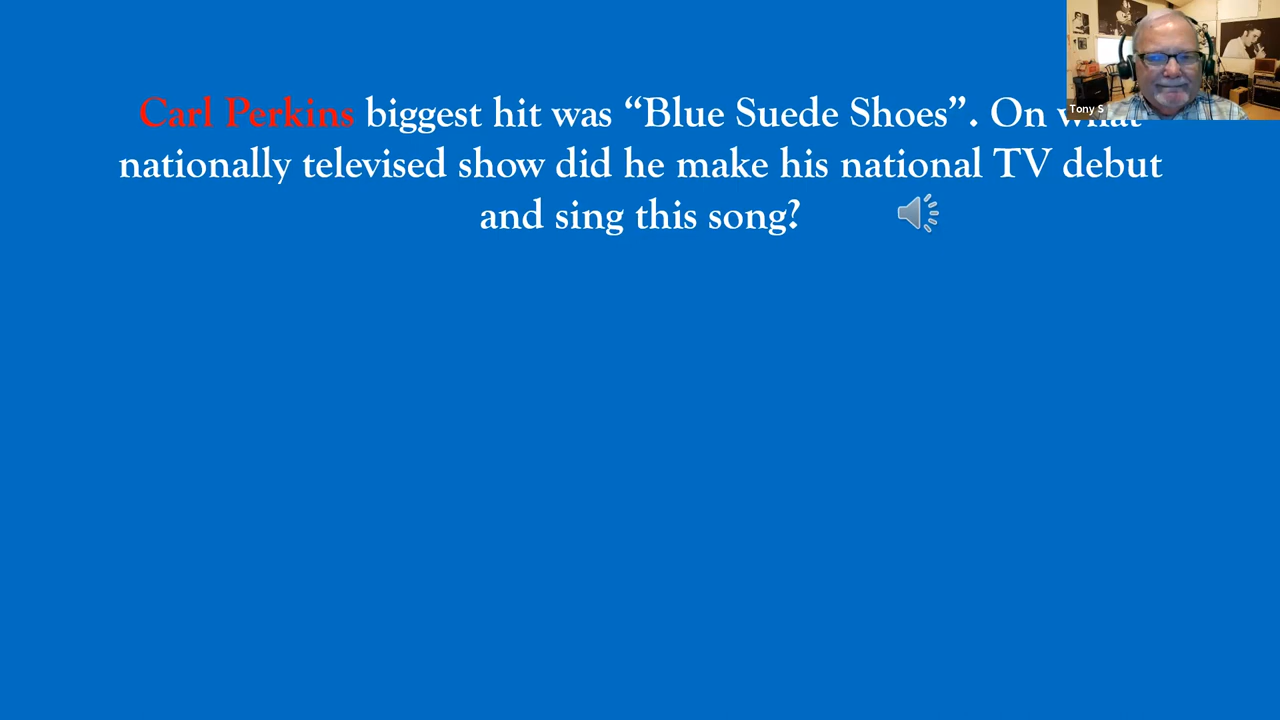 Carl Perkins biggest hit was “Blue Suede Shoes”. On what
nationally televised show did he make his national TV debut
and sing this song?
Tony S